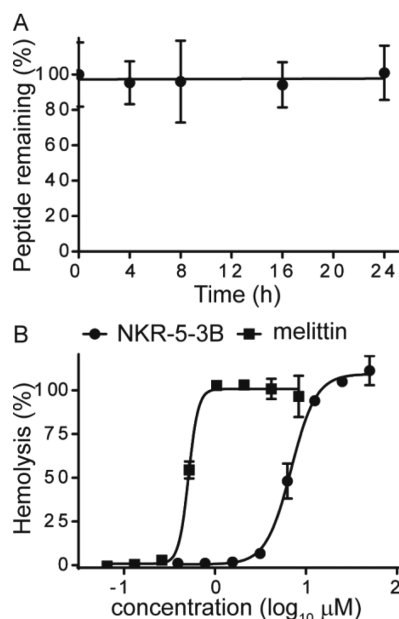 A
Peptide remaining (%)
100
80
60
40
20
0
0 4 8 12 16 20 24
Time (h)
B
NKR-5-3B melittin
Hemolysis (%)
100
75
50
25
0
-1 0 1 2
concentration (log₁₀ μM)